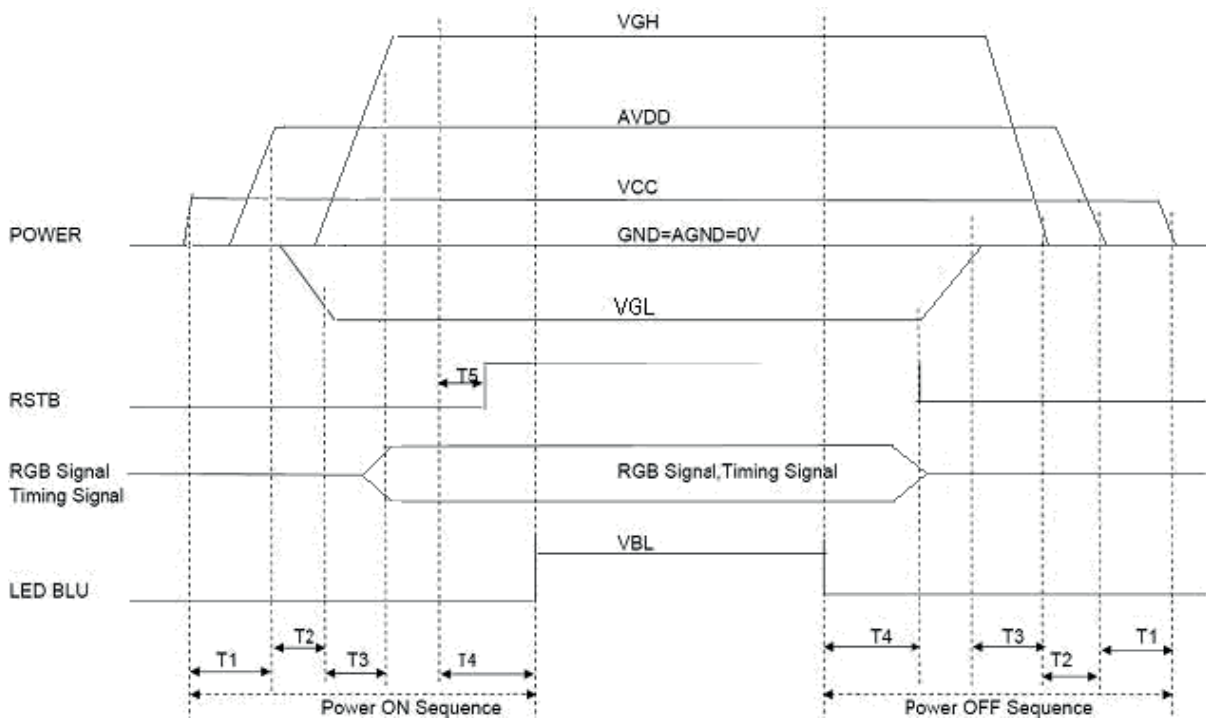 VGH
AVDD
VCC
POWER
GND=AGND=0V
VGL
T5
RSTB
RGB Signal
Timing Signal
RGB Signal,Timing Signal
VBL
LED BLU
T1
T2
T3
T4
T4
T3
T2
T1
Power ON Sequence
Power OFF Sequence